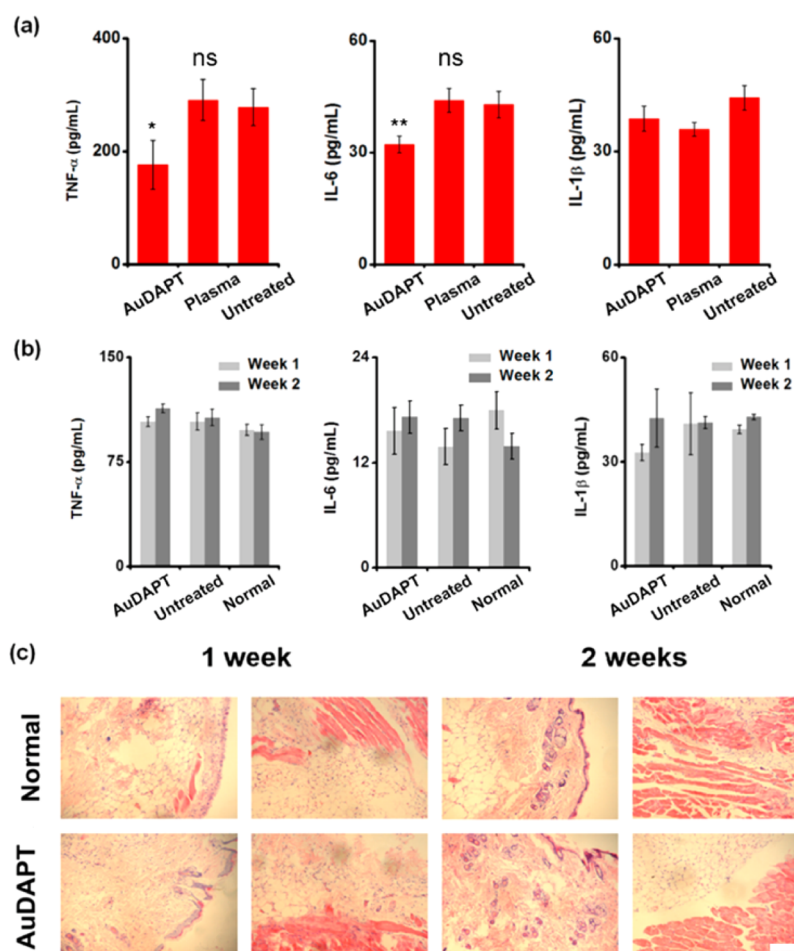 (a)
400
200
0
TNF-α (pg/mL)
*
ns
AuDAPT
Plasma
Untreated
60
30
0
IL-6 (pg/mL)
**
ns
AuDAPT
Plasma
Untreated
60
30
0
IL-1β (pg/mL)
AuDAPT
Plasma
Untreated
(b)
150
75
0
TNF-α (pg/mL)
Week 1
Week 2
AuDAPT
Untreated
Normal
24
12
0
IL-6 (pg/mL)
Week 1
Week 2
AuDAPT
Untreated
Normal
60
30
0
IL-1β (pg/mL)
Week 1
Week 2
AuDAPT
Untreated
Normal
(c)
1 week
2 weeks
Normal
AuDAPT